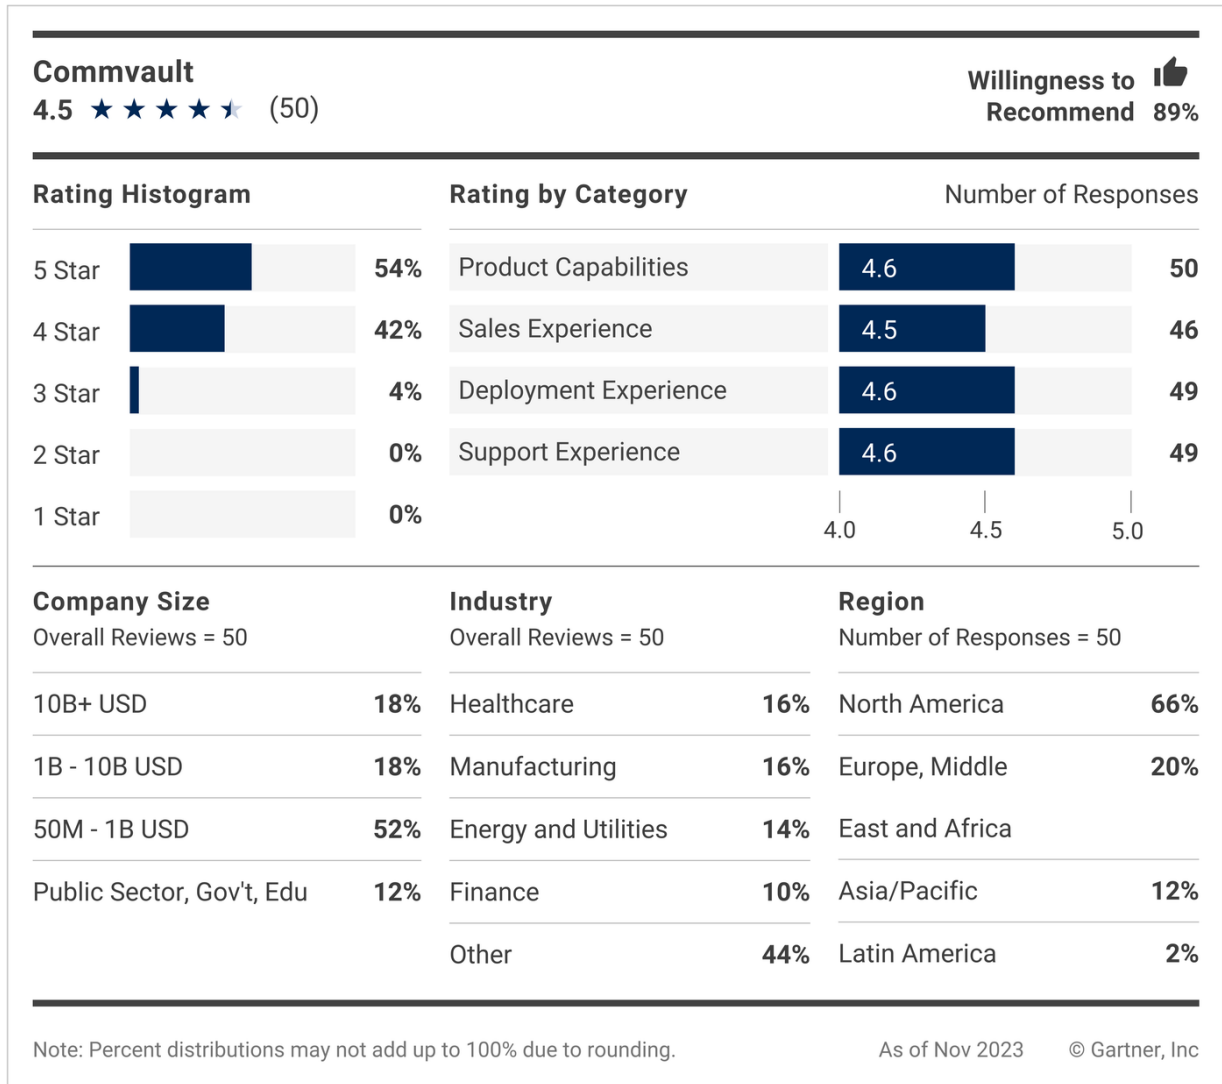 Commvault
4.5 ★ ★ ★ ★ ★ (50)
Willingness to
Recommend 89%
Rating Histogram
5 Star 54%
4 Star 42%
3 Star 4%
2 Star 0%
1 Star 0%
Rating by Category Number of Responses
Product Capabilities 4.6 50
Sales Experience 4.5 46
Deployment Experience 4.6 49
Support Experience 4.6 49
4.0 4.5 5.0
Company Size
Overall Reviews = 50
10B+ USD 18%
1B - 10B USD 18%
50M - 1B USD 52%
Public Sector, Gov't, Edu 12%
Industry
Overall Reviews = 50
Healthcare 16%
Manufacturing 16%
Energy and Utilities 14%
Finance 10%
Other 44%
Region
Number of Responses = 50
North America 66%
Europe, Middle 20%
East and Africa
Asia/Pacific 12%
Latin America 2%
Note: Percent distributions may not add up to 100% due to rounding. As of Nov 2023 © Gartner, Inc